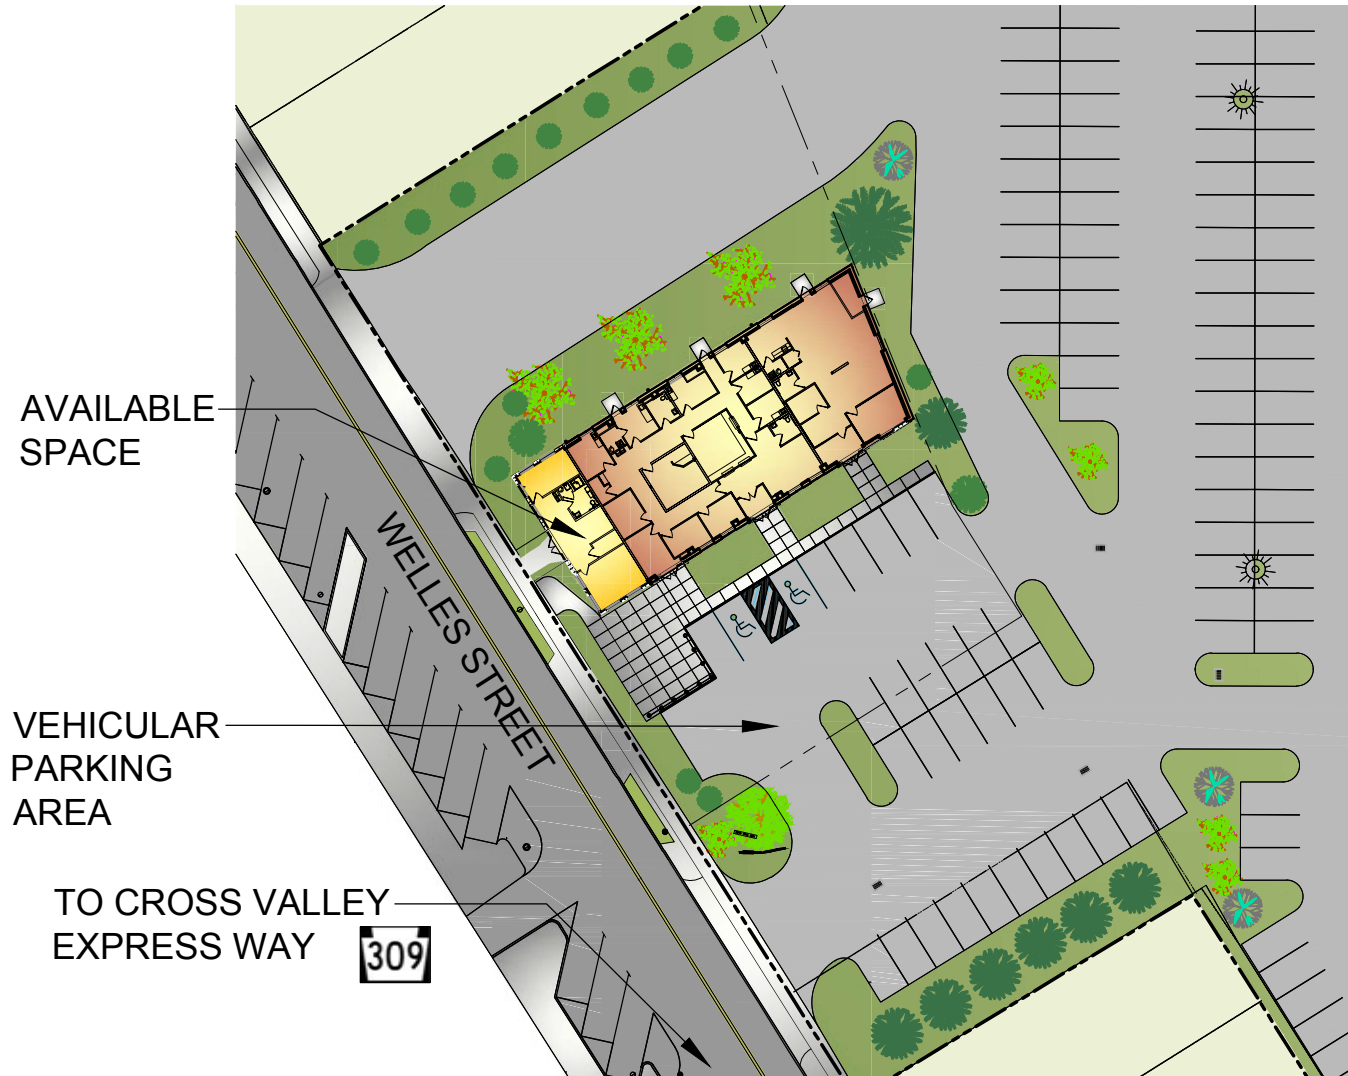 AVAILABLE
SPACE
WELLES STREET
VEHICULAR
PARKING
AREA
TO CROSS VALLEY
EXPRESS WAY
309